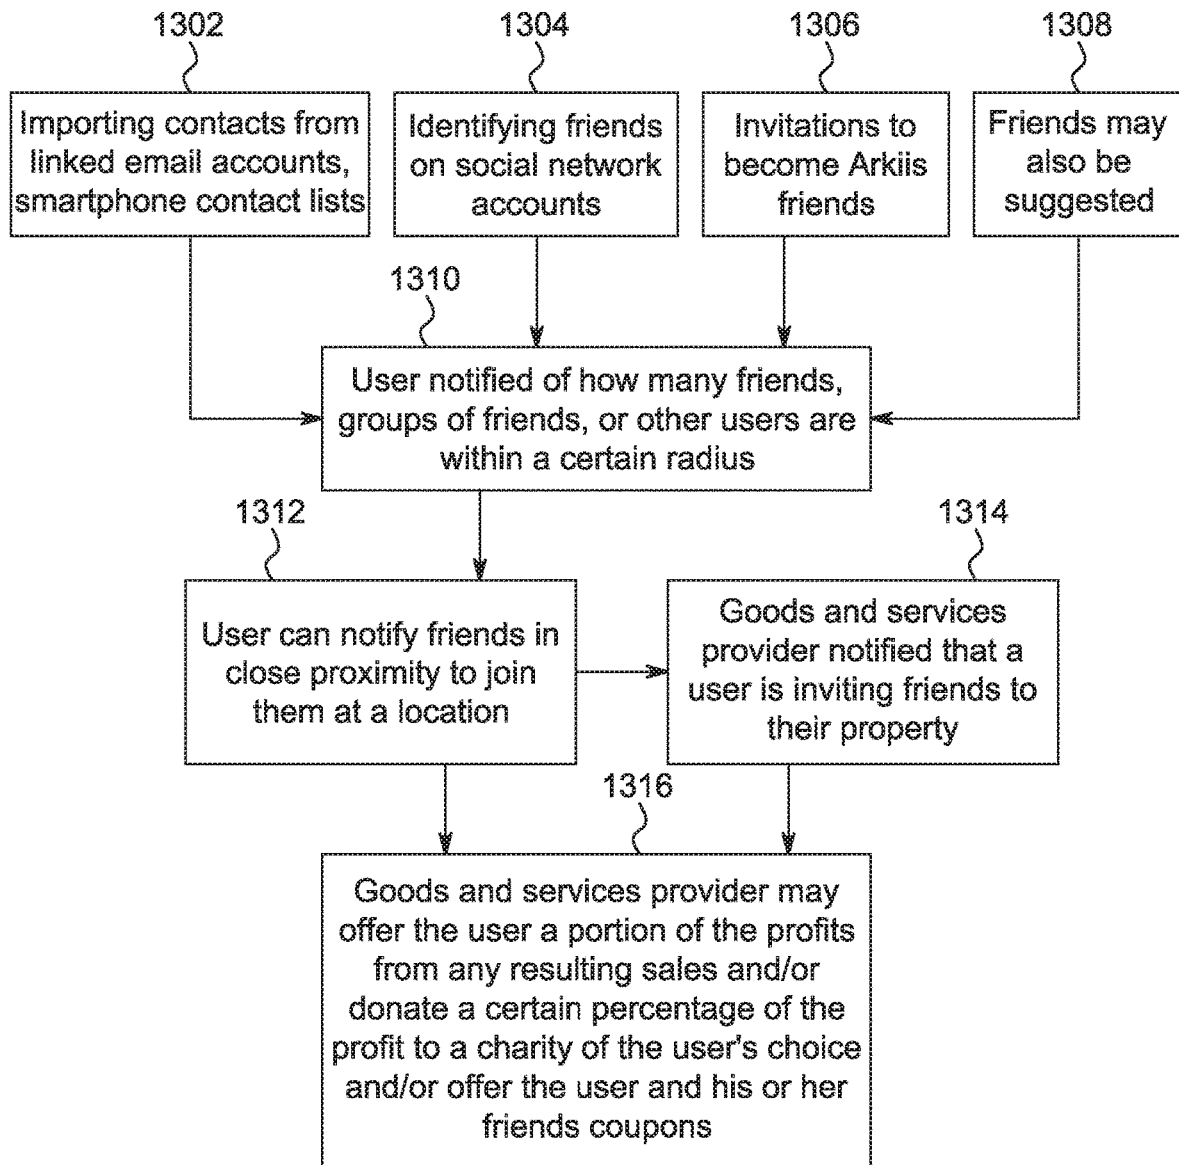 1302
1304
1306
1308
Importing contacts from
linked email accounts,
smartphone contact lists
Identifying friends
on social network
accounts
Invitations to
become Arkiis
friends
Friends may
also be
suggested
1310
User notified of how many friends,
groups of friends, or other users are
within a certain radius
1312
User can notify friends in
close proximity to join
them at a location
1314
Goods and services
provider notified that a
user is inviting friends to
their property
1316
Goods and services provider may
offer the user a portion of the profits
from any resulting sales and/or
donate a certain percentage of the
profit to a charity of the user's choice
and/or offer the user and his or her
friends coupons